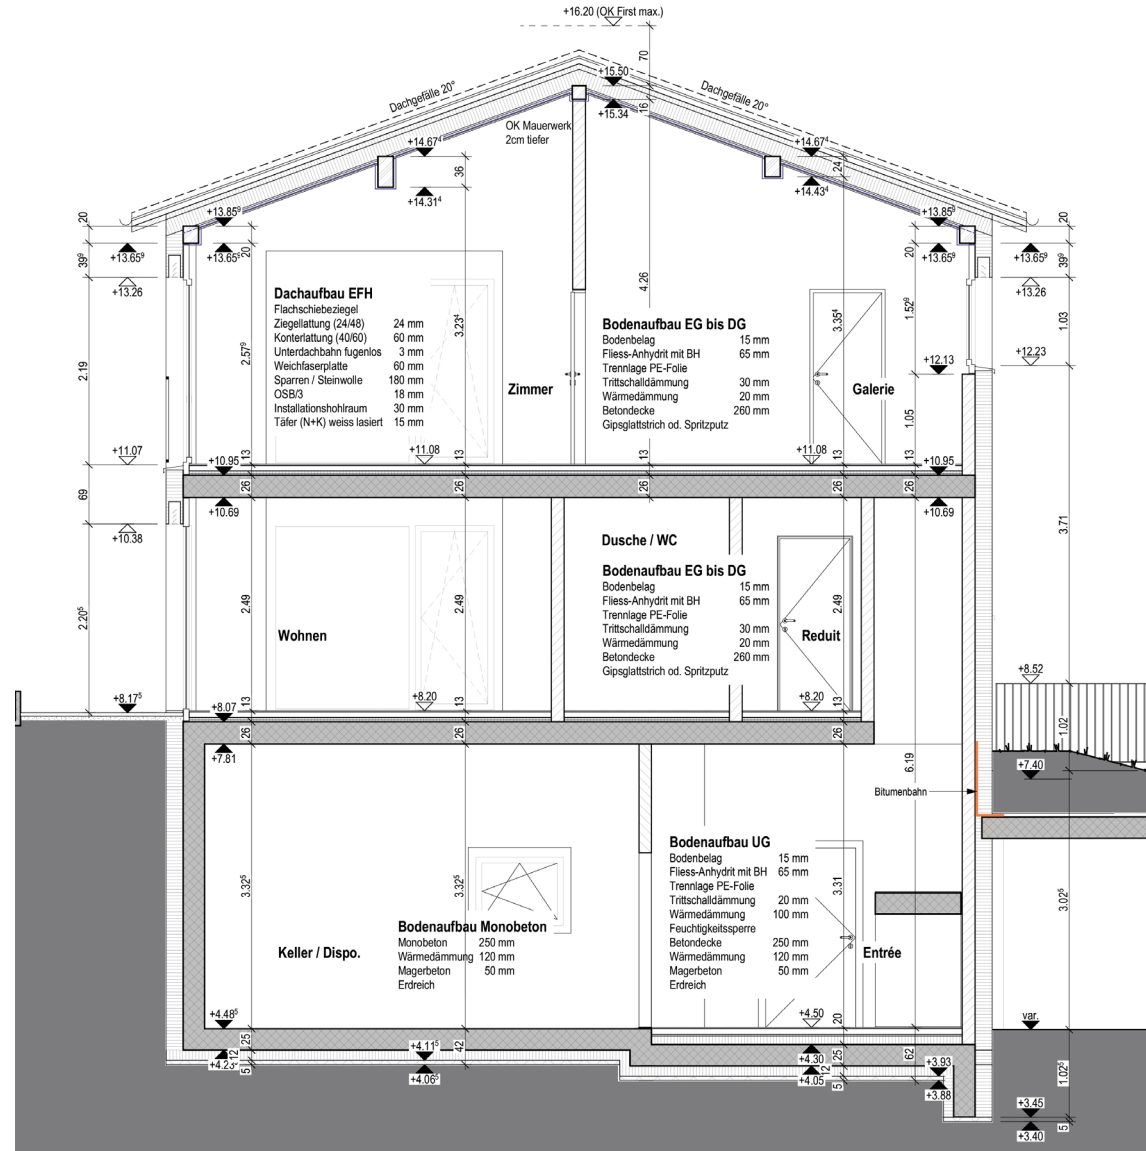 +16.20 (OK First max.)
70
+15.50
Dachgefälle 20°
Dachgefälle 20°
16
+15.34
OK Mauerwerk
2cm tiefer
+14.67⁴
+14.67⁴
36
24
+14.31⁴
+14.43⁴
20
+13.85⁹
+13.85⁹
20
39⁹
+13.65⁹
+13.65⁹
20
20
+13.65⁹
+13.65⁹
39⁹
+13.26
+13.26
4.26
Dachaufbau EFH
Flachschiebeziegel
Ziegellattung (24/48) 24 mm
Konterlattung (40/60) 60 mm
Unterdachbahn fugenlos 3 mm
Weichfaserplatte 60 mm
Sparren / Steinwolle 180 mm
OSB/3 18 mm
Installationshohlraum 30 mm
Täfer (N+K) weiss lasiert 15 mm
Bodenaufbau EG bis DG
Bodenbelag 15 mm
Fliess-Anhydrit mit BH 65 mm
Trennlage PE-Folie
Trittschalldämmung 30 mm
Wärmedämmung 20 mm
Betondecke 260 mm
Gipsglattstrich od. Spritzputz
2.19
2.57⁹
3.23⁴
3.35⁴
1.52⁹
1.03
+12.23
+12.13
Zimmer
Galerie
1.05
+11.07
+11.08
+11.08
+10.95
+10.95
13
13
13
13
13
69
26
26
26
26
26
+10.69
+10.69
+10.38
3.71
Dusche / WC
Bodenaufbau EG bis DG
Bodenbelag 15 mm
Fliess-Anhydrit mit BH 65 mm
Trennlage PE-Folie
Trittschalldämmung 30 mm
Wärmedämmung 20 mm
Betondecke 260 mm
Gipsglattstrich od. Spritzputz
2.20⁵
2.49
2.49
2.49
Wohnen
Reduit
+8.52
+8.17⁵
+8.07
+8.20
+8.20
13
13
13
26
26
26
+7.81
1.02
6.19
+7.40
Bitumenbahn
Bodenaufbau UG
Bodenbelag 15 mm
Fliess-Anhydrit mit BH 65 mm
Trennlage PE-Folie
Trittschalldämmung 20 mm
Wärmedämmung 100 mm
Feuchtigkeitssperre
Betondecke 250 mm
Wärmedämmung 120 mm
Magerbeton 50 mm
Erdreich
3.32⁵
3.32⁵
3.31
3.02⁵
Bodenaufbau Monobeton
Monobeton 250 mm
Wärmedämmung 120 mm
Magerbeton 50 mm
Erdreich
Keller / Dispo.
Entrée
+4.48⁵
+4.50
var.
20
25
12
5
+4.11⁵
42
+4.06⁵
+4.30
+4.05
25
12
5
62
+3.93
+3.88
1.02⁵
+3.45
+3.40
5